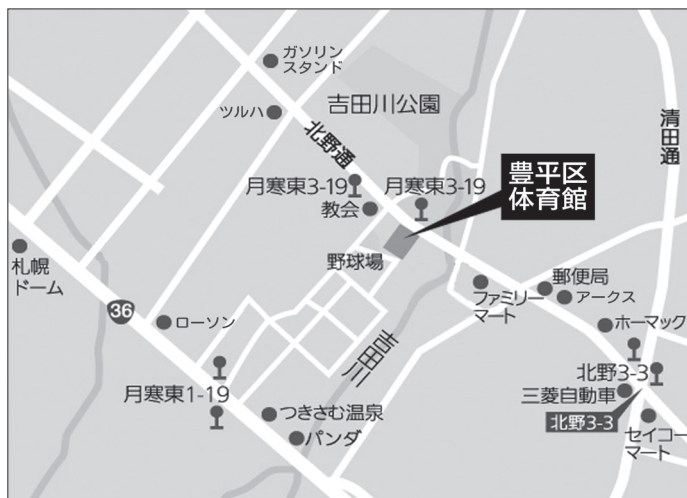 ガソリン
スタンド
ツルハ
吉田川公園
北野通
清田通
月寒東3-19
月寒東3-19
豊平区
体育館
教会
野球場
札幌
ドーム
36
ローソン
ファミリー
マート
郵便局
アークス
ホーマック
吉田川
月寒東1-19
北野3-3
三菱自動車
北野3-3
つきさむ温泉
パンダ
セイコー
マート